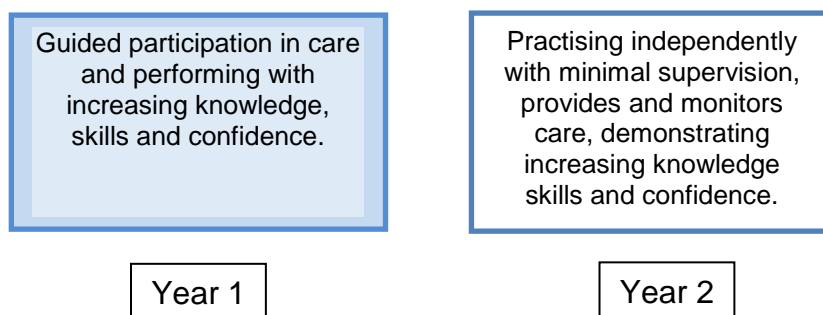 Guided participation in care
and performing with
increasing knowledge,
skills and confidence.
Practising independently
with minimal supervision,
provides and monitors
care, demonstrating
increasing knowledge
skills and confidence.
Year 1
Year 2